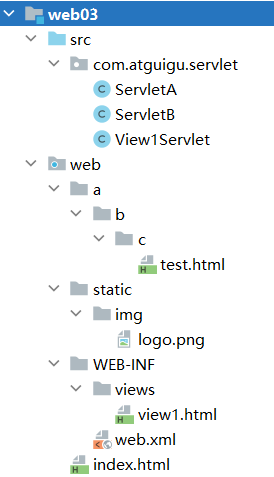 web03
src
com.atguigu.servlet
ServletA
ServletB
View1Servlet
web
a
b
c
test.html
static
img
logo.png
WEB-INF
views
view1.html
web.xml
index.html